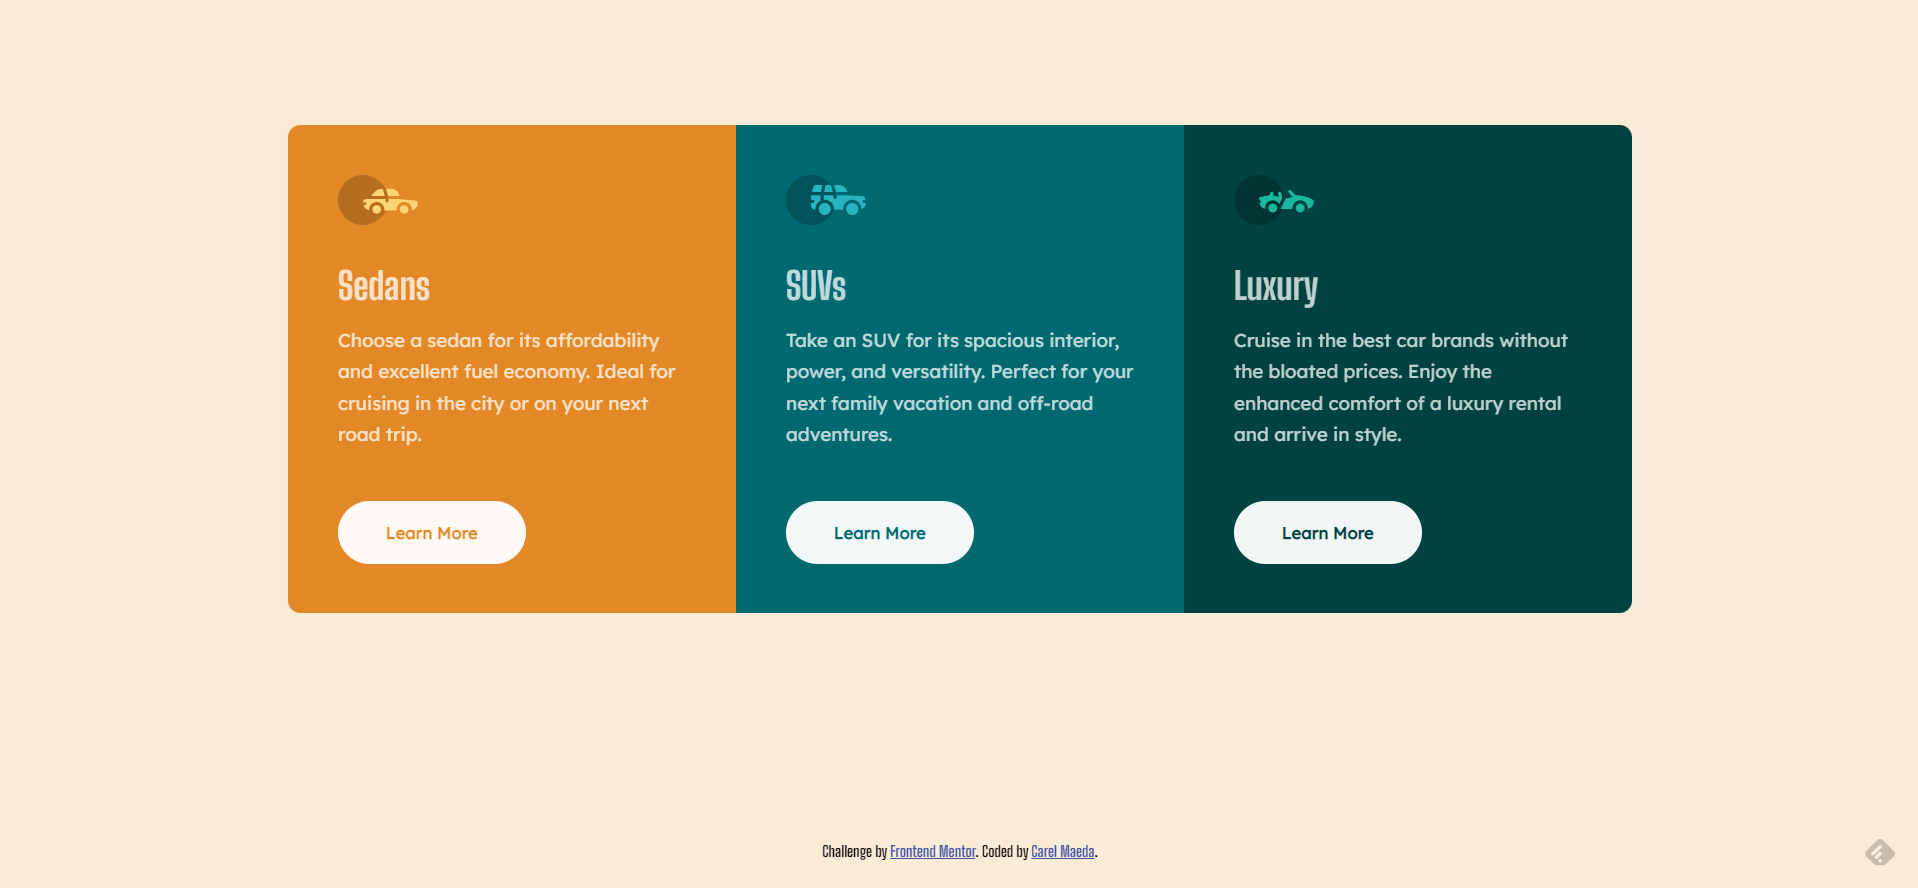 Sedans
Choose a sedan for its affordability
and excellent fuel economy. Ideal for
cruising in the city or on your next
road trip.
Learn More
SUVs
Take an SUV for its spacious interior,
power, and versatility. Perfect for your
next family vacation and off-road
adventures.
Learn More
Luxury
Cruise in the best car brands without
the bloated prices. Enjoy the
enhanced comfort of a luxury rental
and arrive in style.
Learn More
Challenge by Frontend Mentor. Coded by Carel Maeda.